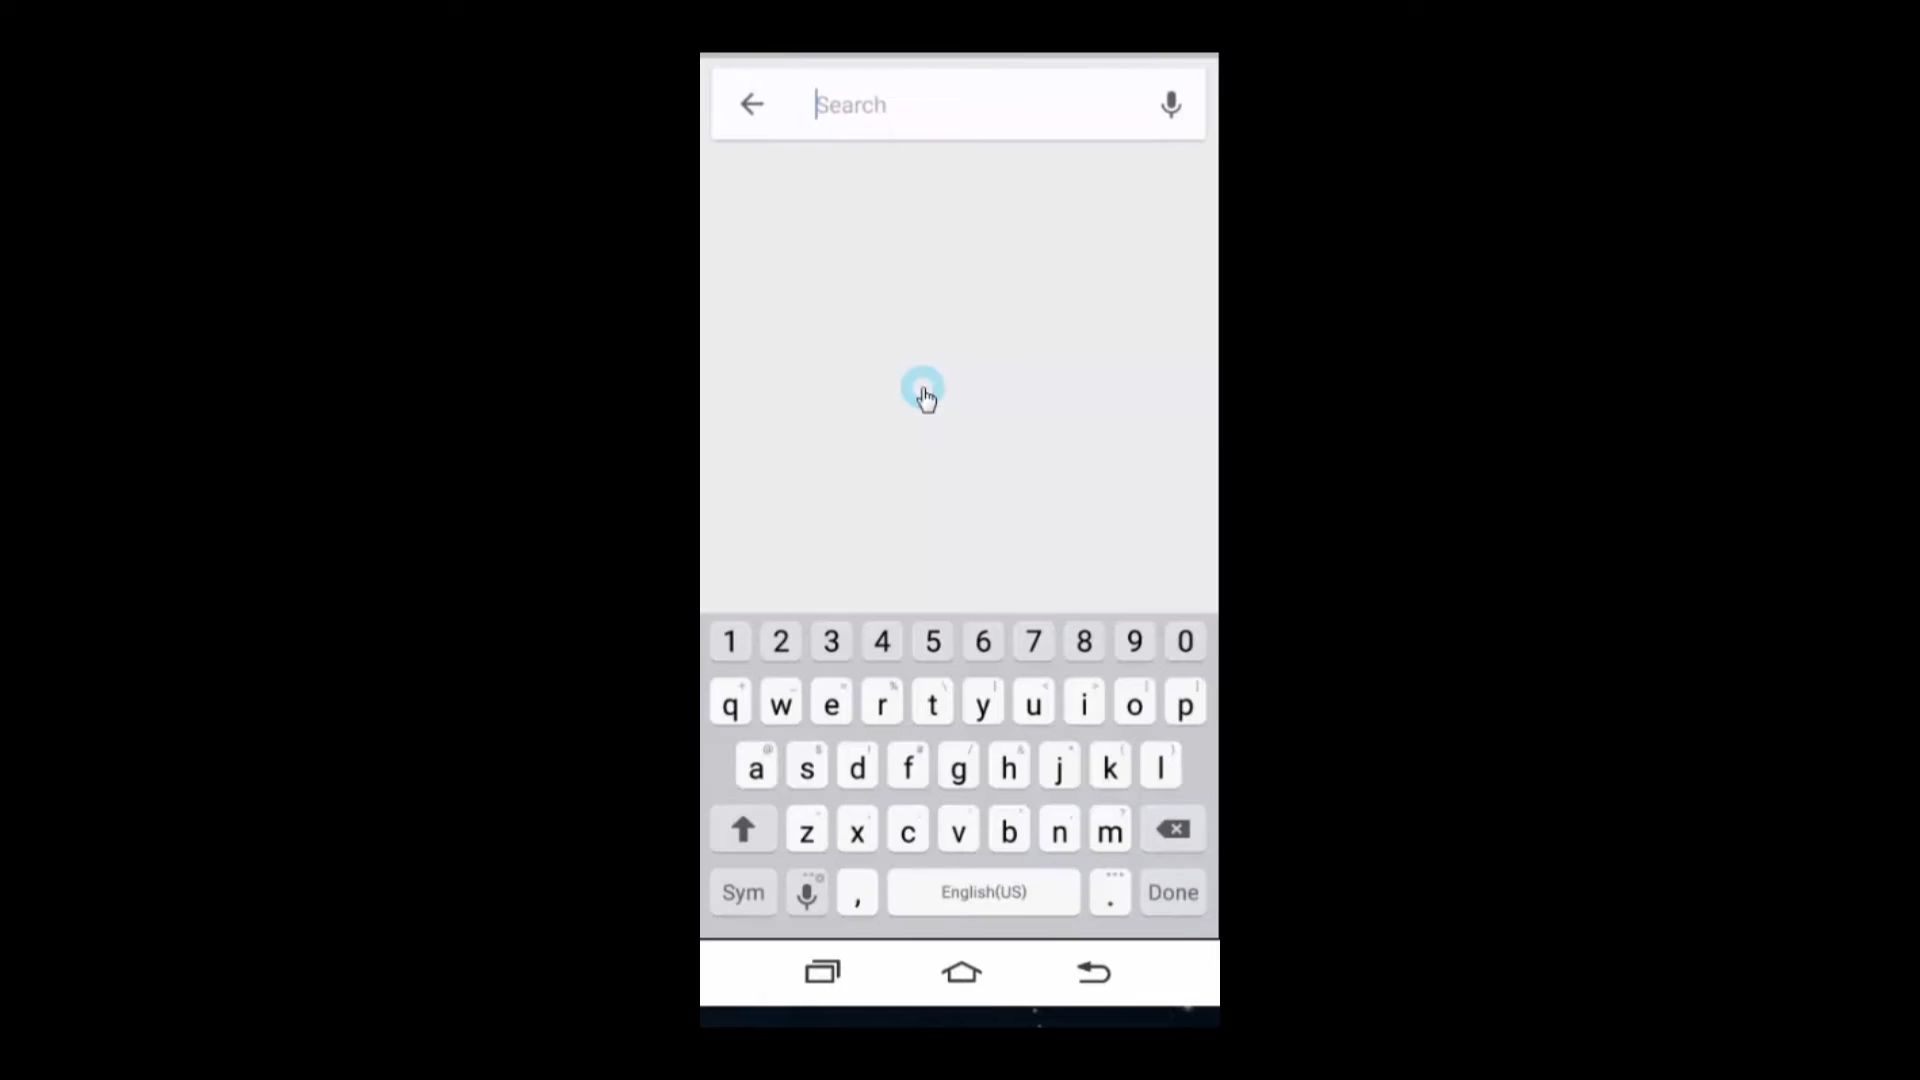 Search
1 2 3 4 5 6 7 8 9 0
q w e r t y u i o p
a s d f g h j k l
z x c v b n m
Sym , English(US) . Done